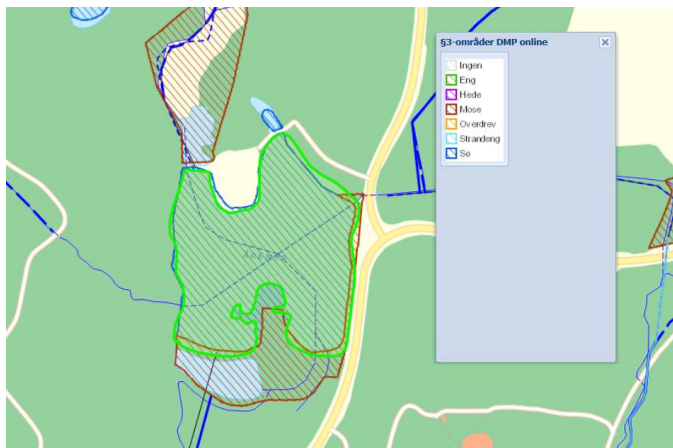 §3-områder DMP online
Ingen
Eng
Hede
Mose
Overdrev
Strandeng
Sø